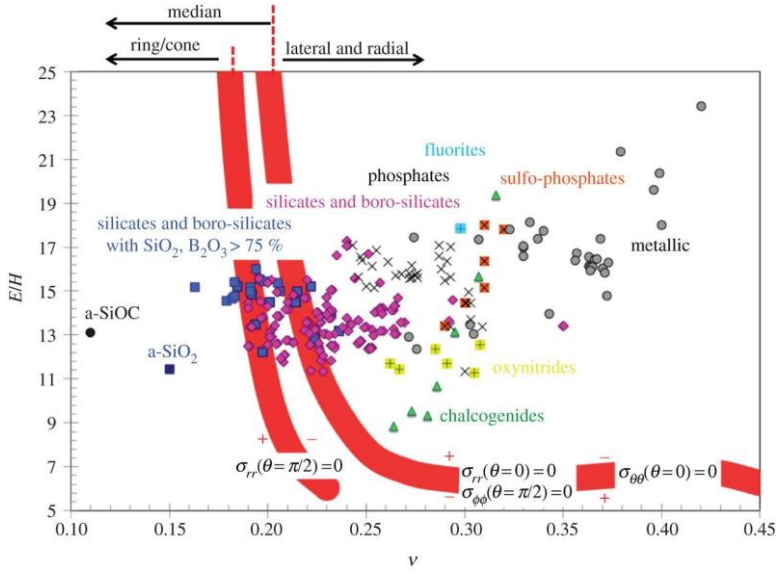 median
ring/cone
lateral and radial
25
23
21
19
17
15
13
11
9
7
5
E/H
fluorites
phosphates
sulfo-phosphates
silicates and boro-silicates
silicates and boro-silicates
with SiO₂, B₂O₃ > 75 %
metallic
a-SiOC
a-SiO₂
oxynitrides
chalcogenides
+ −
σrr(θ=π/2)=0
+
σrr(θ=0)=0
σϕϕ(θ=π/2)=0
−
−
σθθ(θ=0)=0
+
0.10 0.15 0.20 0.25 0.30 0.35 0.40 0.45
ν